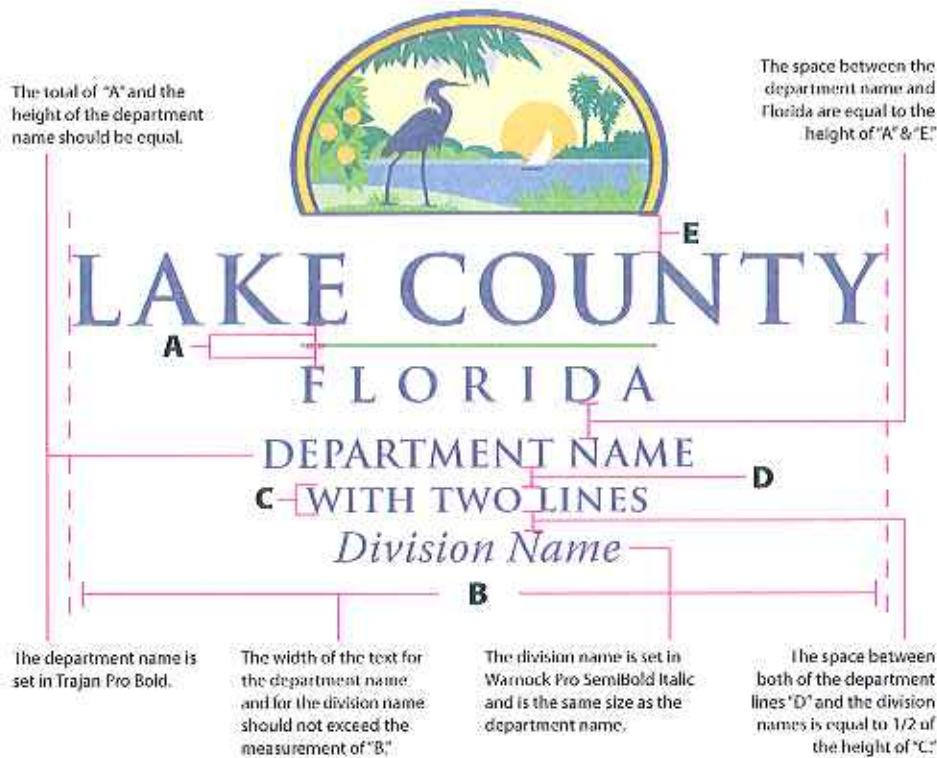 The total of "A" and the
height of the department
name should be equal.
The space between the
department name and
Florida are equal to the
height of "A" & "E."
E
LAKE COUNTY
A
FLORIDA
DEPARTMENT NAME
D
C
WITH TWO LINES
Division Name
B
The department name is
set in Trajan Pro Bold.
The width of the text for
the department name
and for the division name
should not exceed the
measurement of "B."
The division name is set in
Warnock Pro SemiBold Italic
and is the same size as the
department name.
The space between
both of the department
lines "D" and the division
names is equal to 1/2 of
the height of "C."